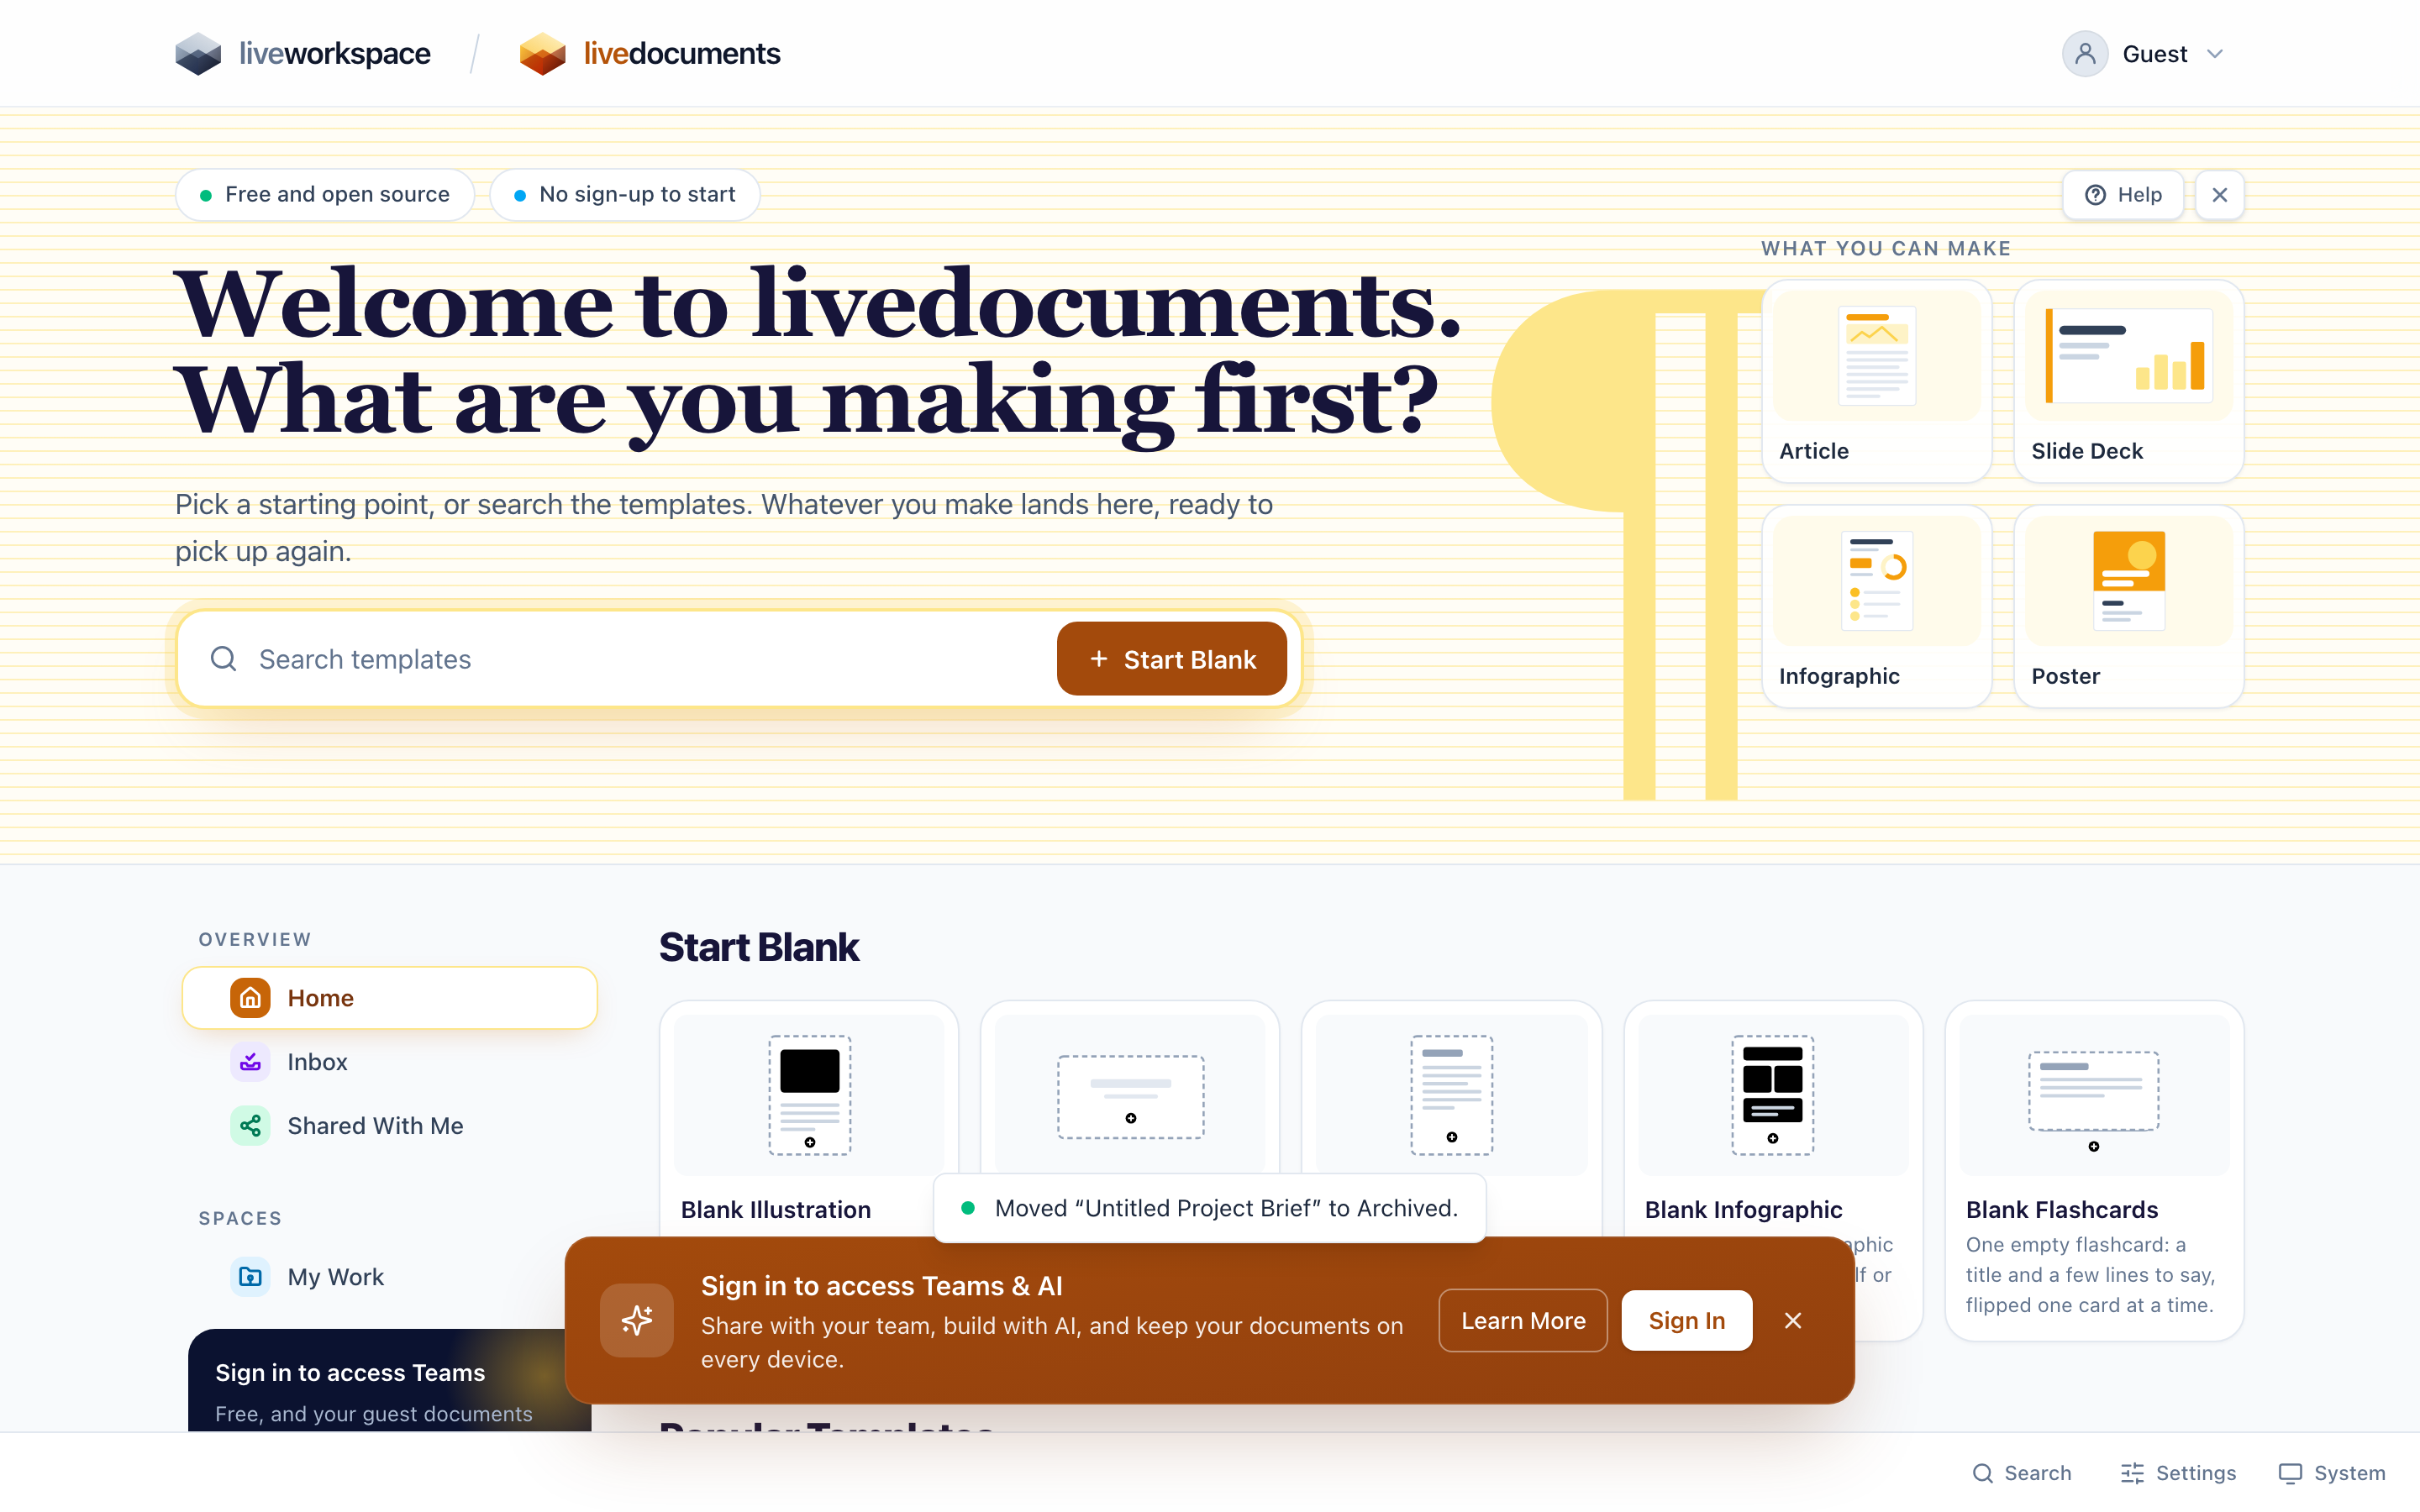 liveworkspace
livedocuments
Guest
Free and open source
No sign-up to start
Help
WHAT YOU CAN MAKE
Welcome to livedocuments.
What are you making first?
Pick a starting point, or search the templates. Whatever you make lands here, ready to
pick up again.
Search templates
Start Blank
¶
Article
Slide Deck
Infographic
Poster
OVERVIEW
Home
Inbox
Shared With Me
SPACES
My Work
Sign in to access Teams
Free, and your guest documents
Start Blank
Blank Illustration
Blank Infographic
Blank Flashcards
One empty flashcard: a
title and a few lines to say,
flipped one card at a time.
Moved “Untitled Project Brief” to Archived.
Sign in to access Teams & AI
Share with your team, build with AI, and keep your documents on
every device.
Learn More
Sign In
Popular Templates
Search
Settings
System